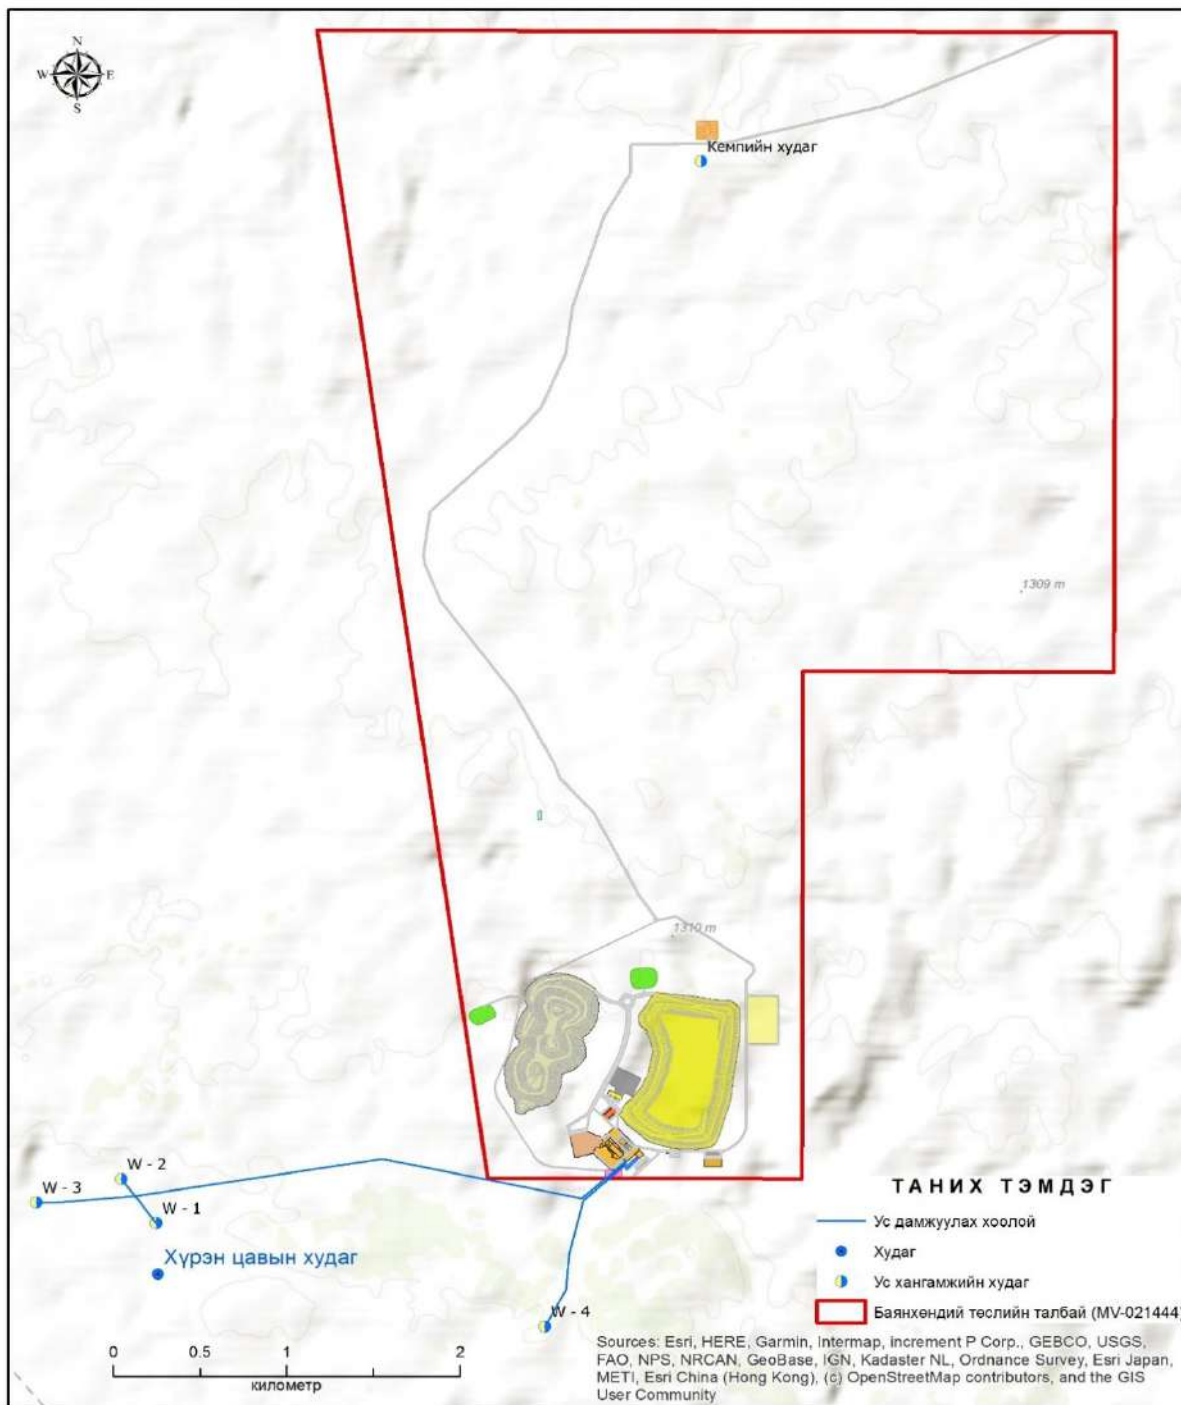 N
W E
S
Кемпийн худаг
1309 m
1310 m
W - 2
W - 3
W - 1
Хүрэн цавын худаг
W - 4
0 0.5 1 2
километр
ТАНИХ ТЭМДЭГ
Ус дамжуулах хоолой
Худаг
Ус хангамжийн худаг
Баянхөндий төслийн талбай (MV-021444)
Sources: Esri, HERE, Garmin, Intermap, increment P Corp., GEBCO, USGS,
FAO, NPS, NRCAN, GeoBase, IGN, Kadaster NL, Ordnance Survey, Esri Japan,
METI, Esri China (Hong Kong), (c) OpenStreetMap contributors, and the GIS
User Community